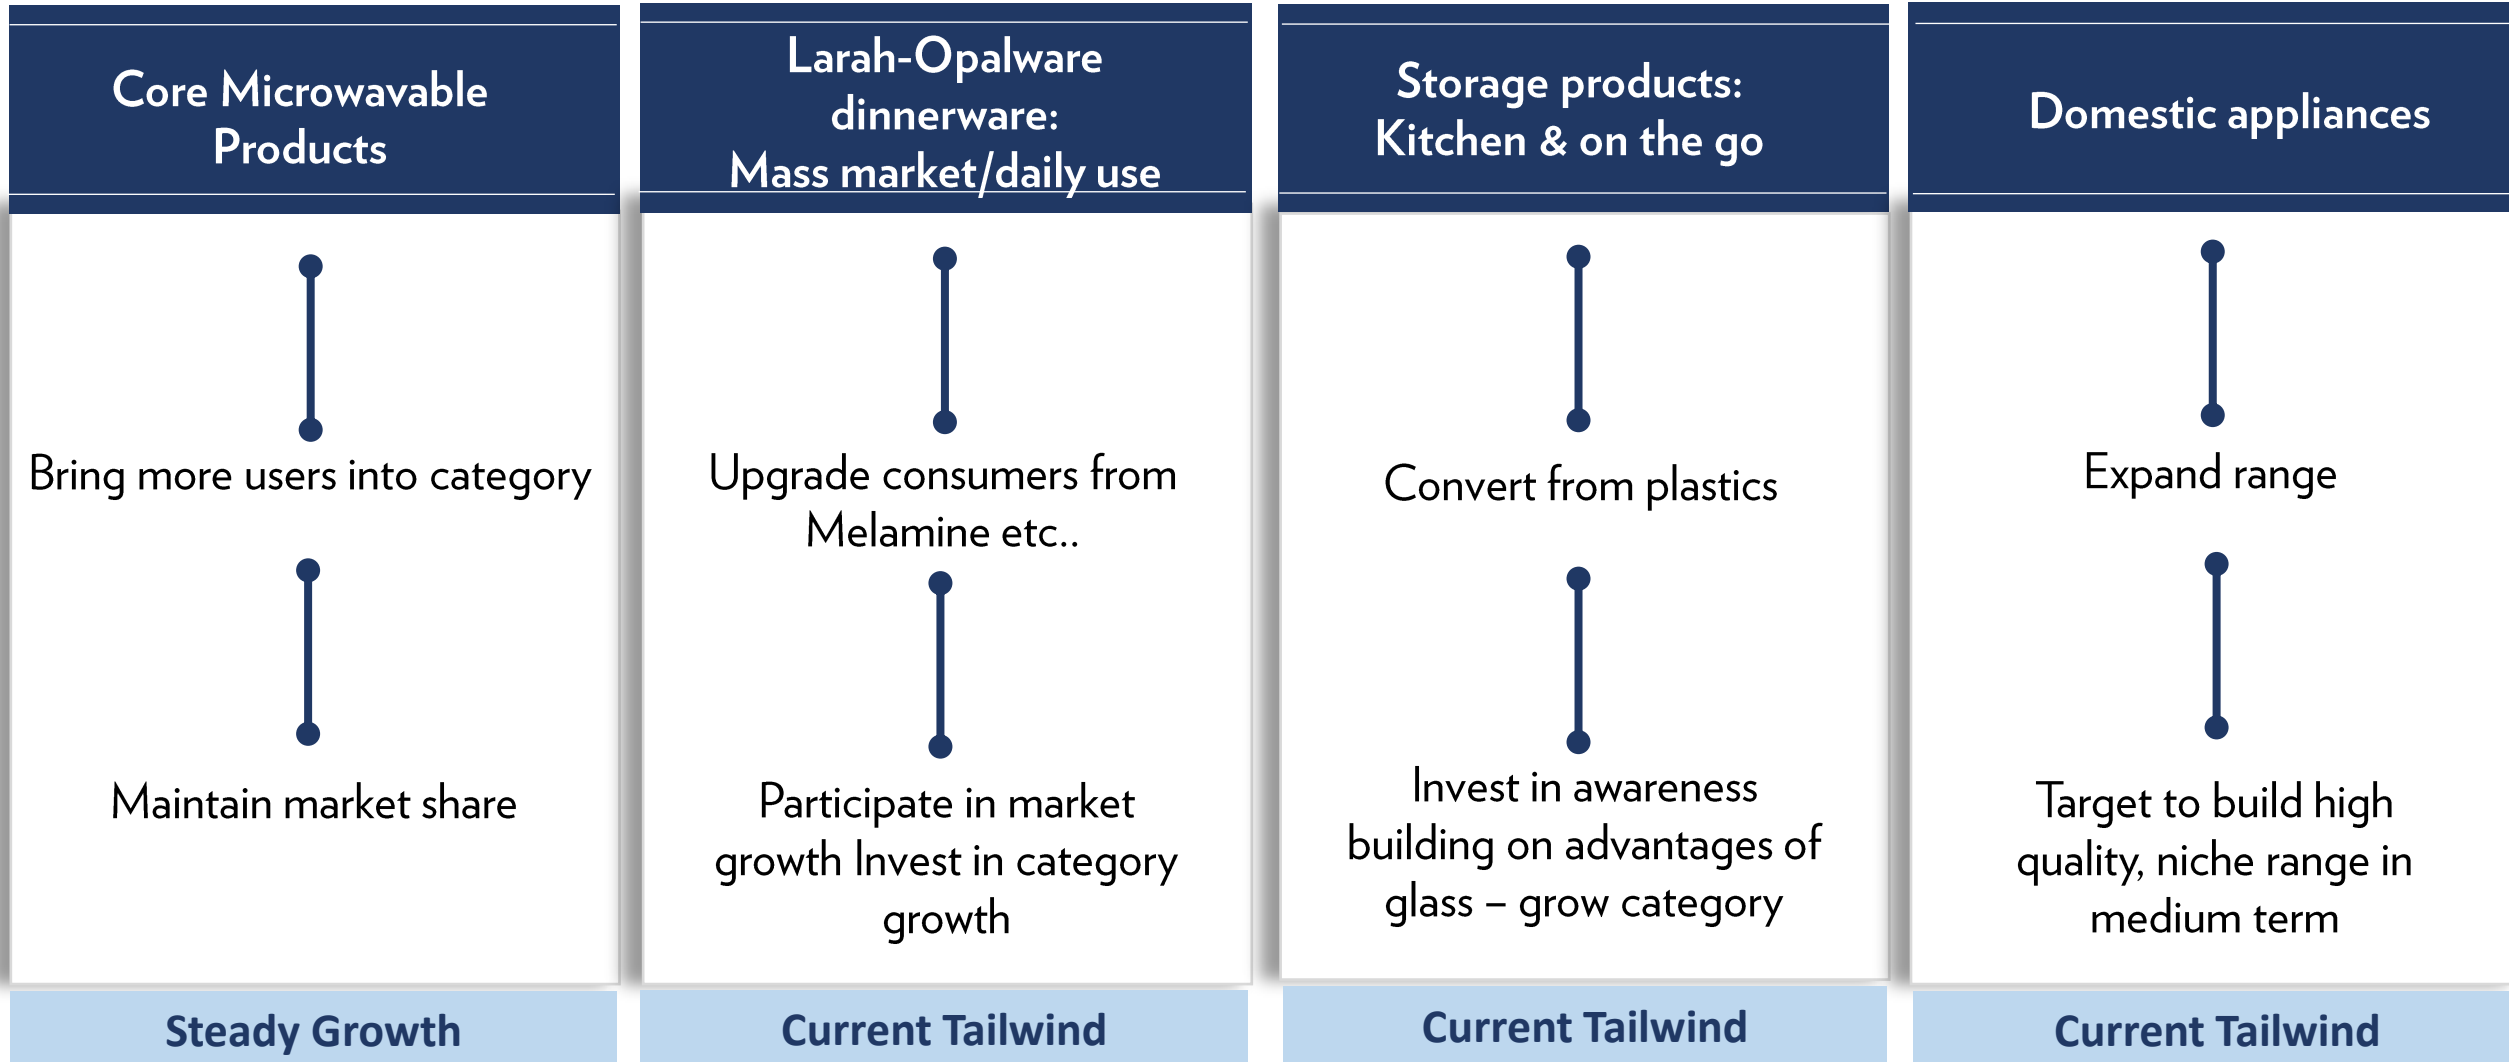 Core Microwavable
Products
Bring more users into category
Maintain market share
Steady Growth
Larah-Opalware
dinnerware:
Mass market/daily use
Upgrade consumers from
Melamine etc..
Participate in market
growth Invest in category
growth
Current Tailwind
Storage products:
Kitchen & on the go
Convert from plastics
Invest in awareness
building on advantages of
glass – grow category
Current Tailwind
Domestic appliances
Expand range
Target to build high
quality, niche range in
medium term
Current Tailwind